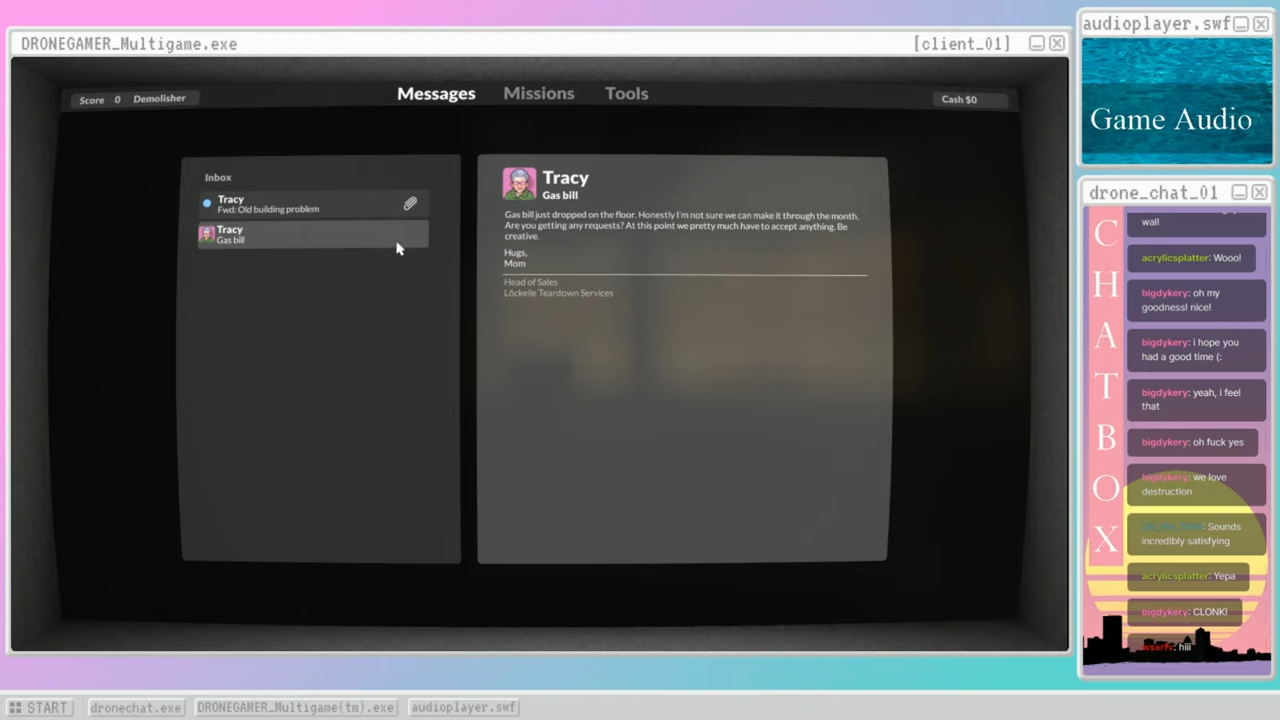 DRONEGAMER_Multigame.exe
[client_01]
Score 0 Demolisher
Messages
Missions
Tools
Cash $0
Inbox
Tracy
Fwd: Old building problem
Tracy
Gas bill
Tracy
Gas bill
Gas bill just dropped on the floor. Honestly I'm not sure we can make it through the month.
Are you getting any requests? At this point we pretty much have to accept anything. Be
creative.
Hugs,
Mom
Head of Sales
Löckelle Teardown Services
audioplayer.swf
Game Audio
drone_chat_01
CHATBOX
wall
acrylicsplatter: Wooo!
bigdykery: oh my
goodness! nice!
bigdykery: i hope you
had a good time (:
bigdykery: yeah, i feel
that
bigdykery: oh fuck yes
bigdykery: we love
destruction
: Sounds
incredibly satisfying
acrylicsplatter: Yepa
bigdykery: CLONK!
wsxrfv: hiii
START
dronechat.exe
DRONEGAMER_Multigame(tm).exe
audioplayer.swf